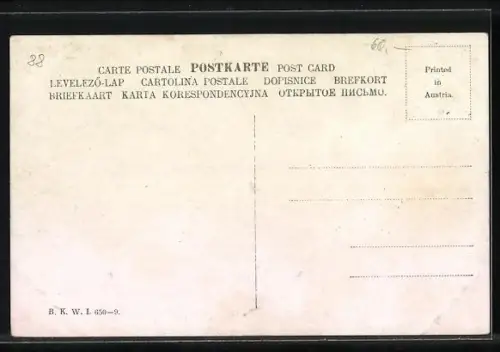 88
60.
CARTE POSTALE POSTKARTE POST CARD
LEVELEZŐ-LAP CARTOLINA POSTALE DOPISNICE BREFKORT
BRIEFKAART KARTA KORESPONDENCYJNA ОТКРЫТОЕ ПИСЬМО.
Printed
in
Austria.
B. K. W. I. 650—9.